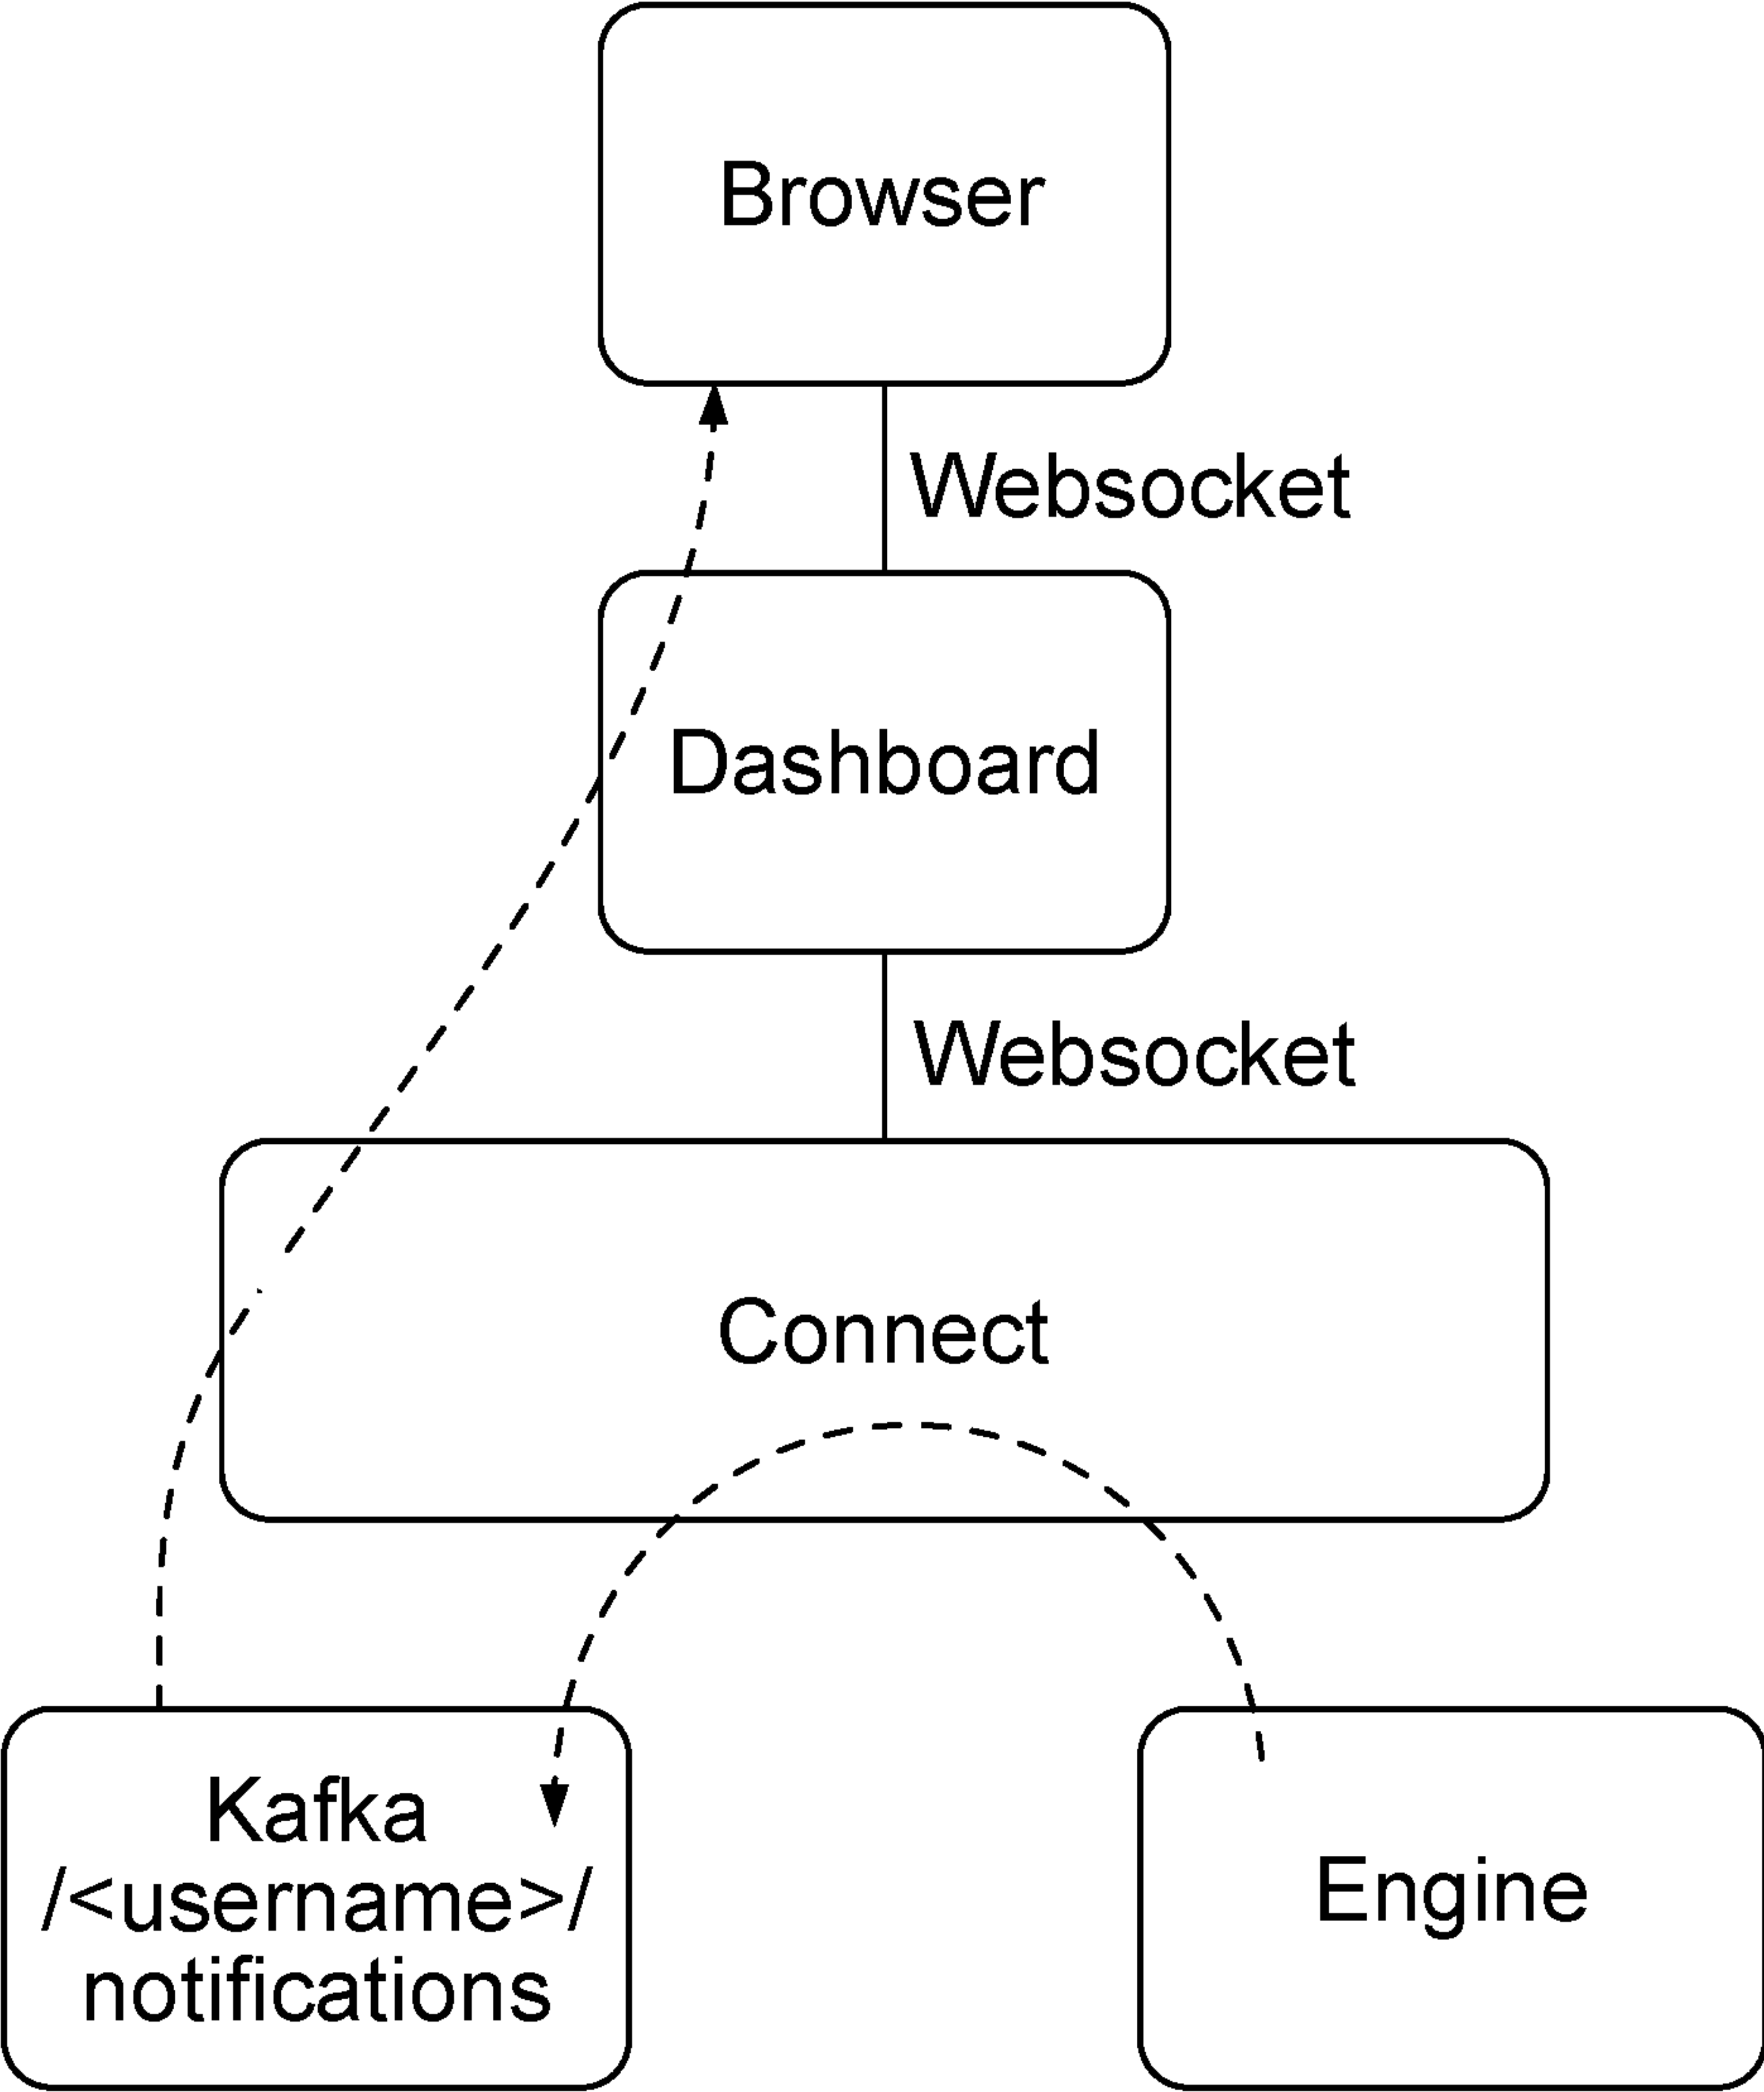 Browser
Websocket
Dashboard
Websocket
Connect
Kafka
/<username>/
notifications
Engine